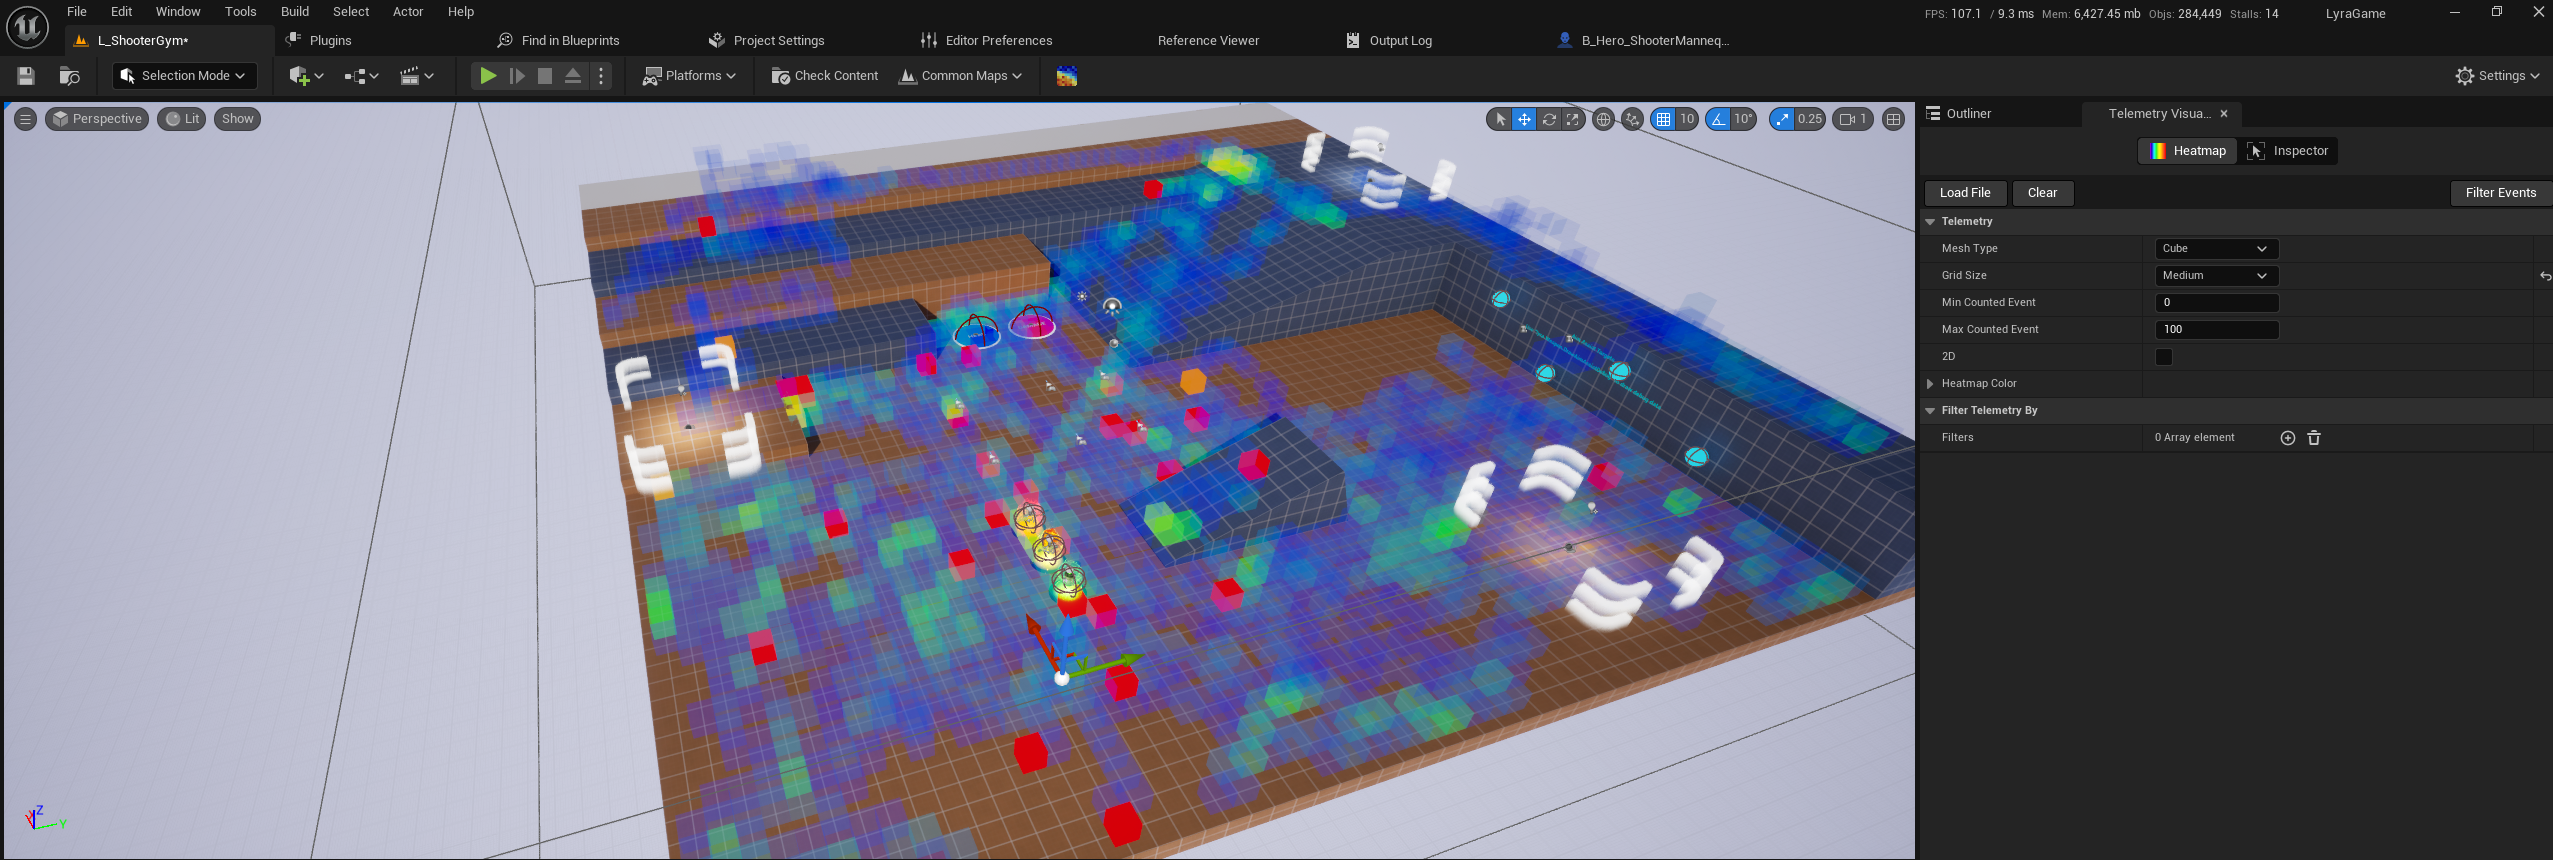 File Edit Window Tools Build Select Actor Help
FPS: 107.1 / 9.3 ms Mem: 6,427.45 mb Objs: 284,449 Stalls: 14 LyraGame
L_ShooterGym* Plugins Find in Blueprints Project Settings Editor Preferences Reference Viewer Output Log B_Hero_ShooterManneq...
Selection Mode Platforms Check Content Common Maps Settings
Perspective Lit Show 10 10° 0.25 1
Outliner Telemetry Visua...
Heatmap Inspector
Load File Clear Filter Events
Telemetry
Mesh Type Cube
Grid Size Medium
Min Counted Event 0
Max Counted Event 100
2D
Heatmap Color
Filter Telemetry By
Filters 0 Array element
Z
X Y